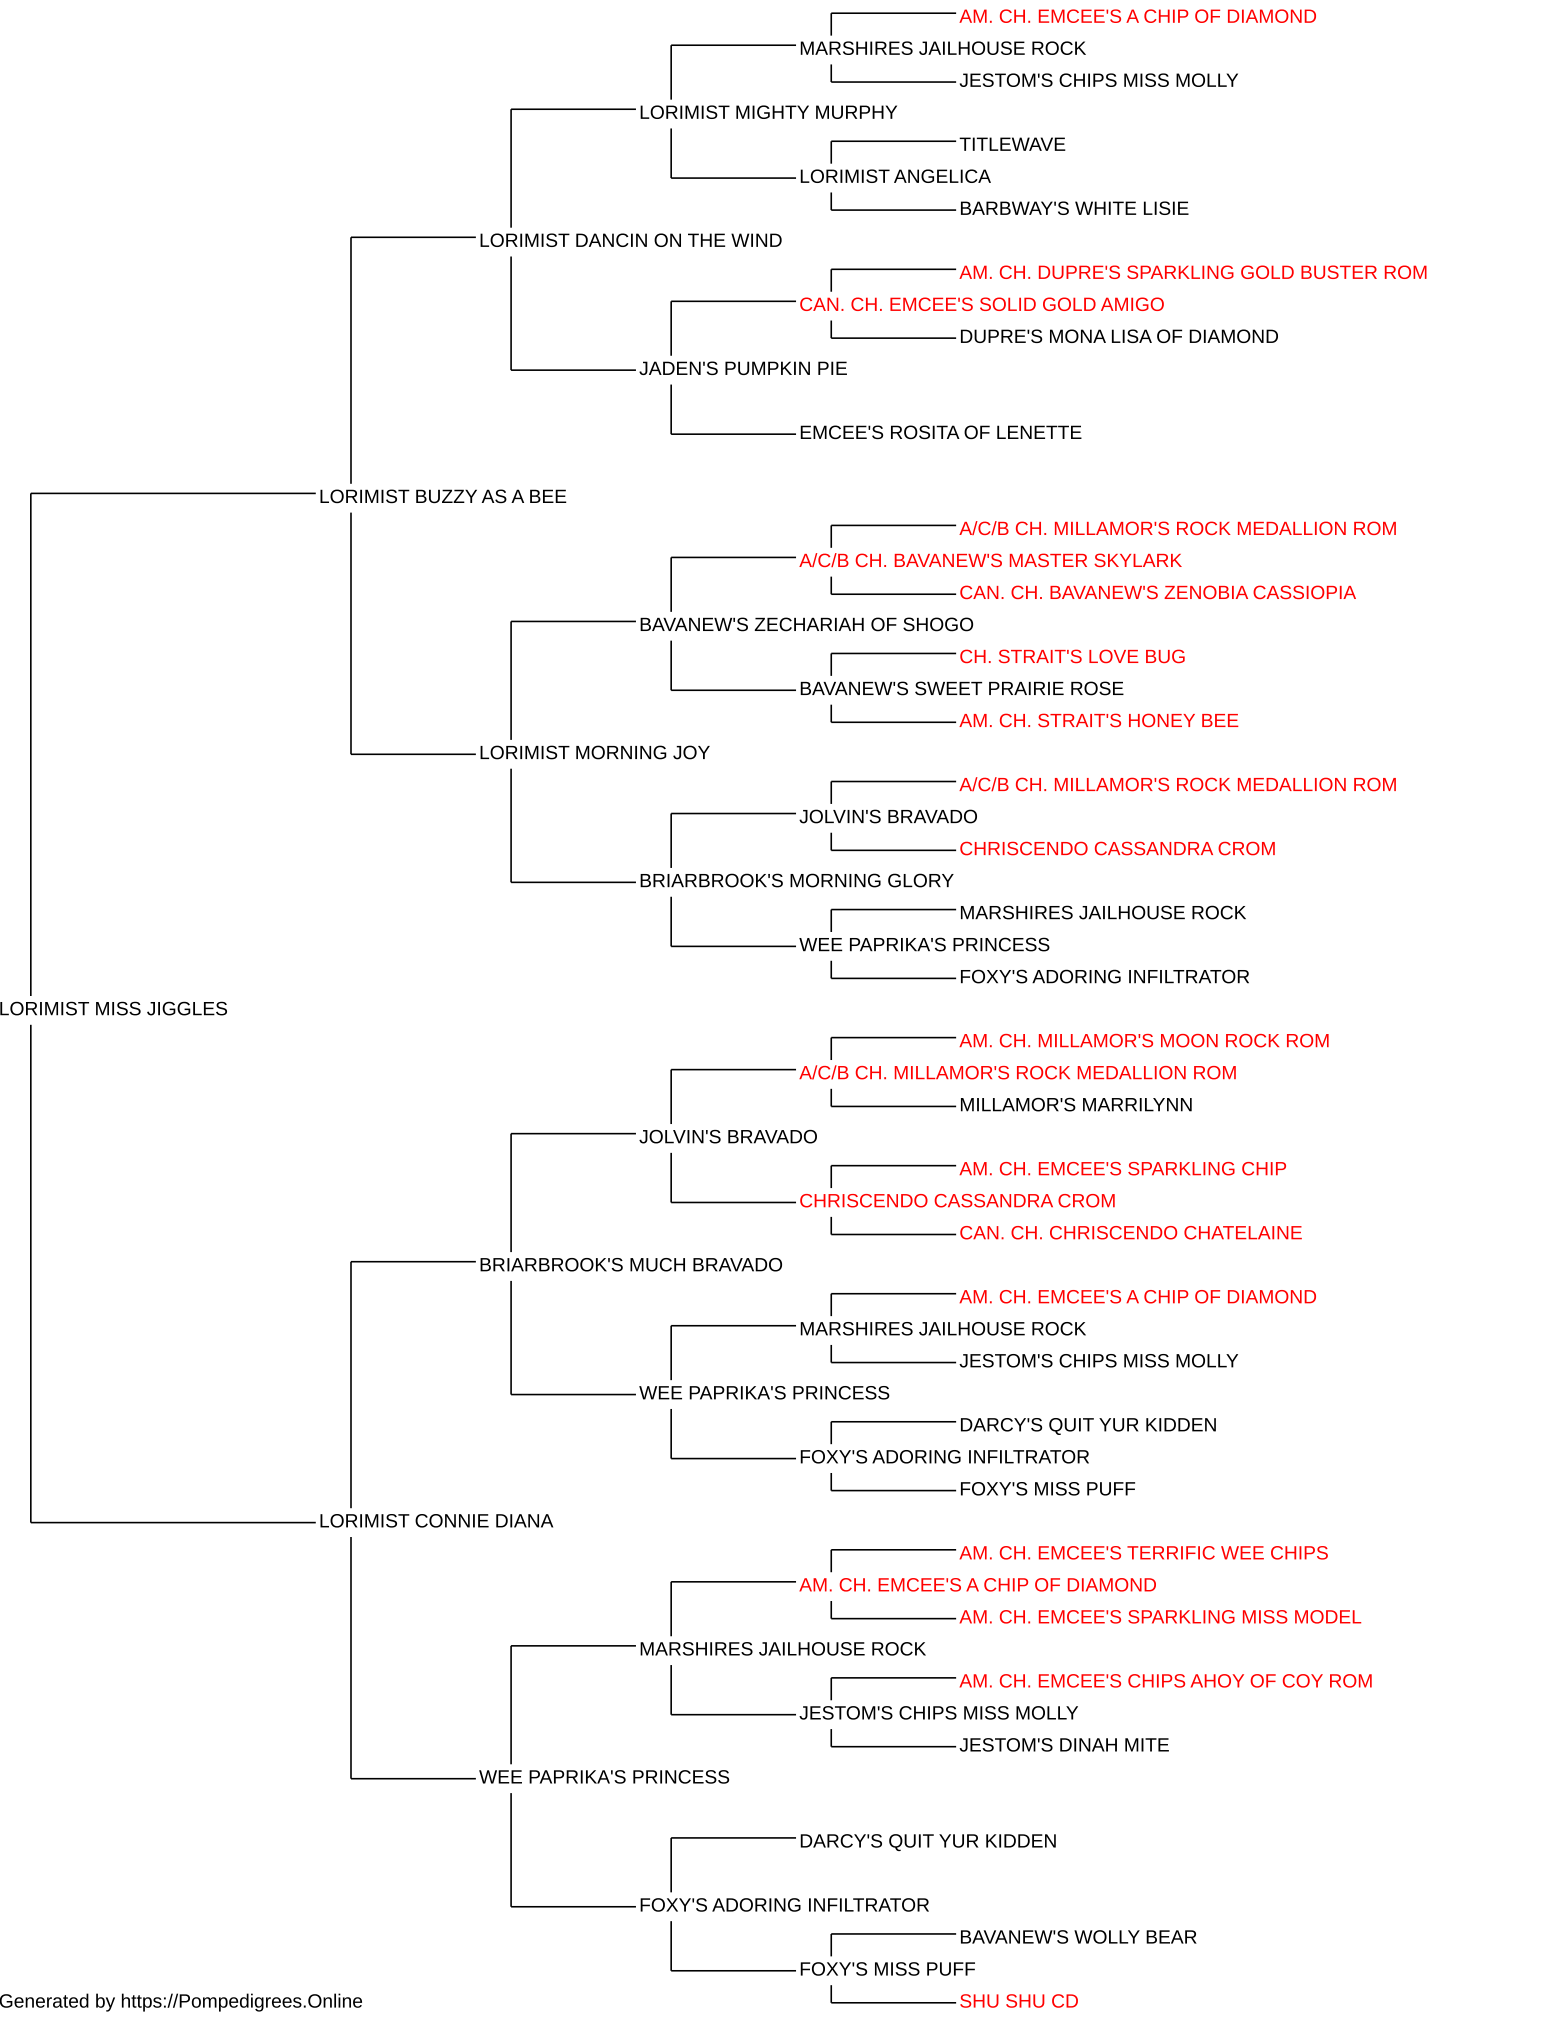 AM. CH. EMCEE'S A CHIP OF DIAMOND
MARSHIRES JAILHOUSE ROCK
JESTOM'S CHIPS MISS MOLLY
LORIMIST MIGHTY MURPHY
TITLEWAVE
LORIMIST ANGELICA
BARBWAY'S WHITE LISIE
LORIMIST DANCIN ON THE WIND
AM. CH. DUPRE'S SPARKLING GOLD BUSTER ROM
CAN. CH. EMCEE'S SOLID GOLD AMIGO
DUPRE'S MONA LISA OF DIAMOND
JADEN'S PUMPKIN PIE
EMCEE'S ROSITA OF LENETTE
LORIMIST BUZZY AS A BEE
A/C/B CH. MILLAMOR'S ROCK MEDALLION ROM
A/C/B CH. BAVANEW'S MASTER SKYLARK
CAN. CH. BAVANEW'S ZENOBIA CASSIOPIA
BAVANEW'S ZECHARIAH OF SHOGO
CH. STRAIT'S LOVE BUG
BAVANEW'S SWEET PRAIRIE ROSE
AM. CH. STRAIT'S HONEY BEE
LORIMIST MORNING JOY
A/C/B CH. MILLAMOR'S ROCK MEDALLION ROM
JOLVIN'S BRAVADO
CHRISCENDO CASSANDRA CROM
BRIARBROOK'S MORNING GLORY
MARSHIRES JAILHOUSE ROCK
WEE PAPRIKA'S PRINCESS
FOXY'S ADORING INFILTRATOR
LORIMIST MISS JIGGLES
AM. CH. MILLAMOR'S MOON ROCK ROM
A/C/B CH. MILLAMOR'S ROCK MEDALLION ROM
MILLAMOR'S MARRILYNN
JOLVIN'S BRAVADO
AM. CH. EMCEE'S SPARKLING CHIP
CHRISCENDO CASSANDRA CROM
CAN. CH. CHRISCENDO CHATELAINE
BRIARBROOK'S MUCH BRAVADO
AM. CH. EMCEE'S A CHIP OF DIAMOND
MARSHIRES JAILHOUSE ROCK
JESTOM'S CHIPS MISS MOLLY
WEE PAPRIKA'S PRINCESS
DARCY'S QUIT YUR KIDDEN
FOXY'S ADORING INFILTRATOR
FOXY'S MISS PUFF
LORIMIST CONNIE DIANA
AM. CH. EMCEE'S TERRIFIC WEE CHIPS
AM. CH. EMCEE'S A CHIP OF DIAMOND
AM. CH. EMCEE'S SPARKLING MISS MODEL
MARSHIRES JAILHOUSE ROCK
AM. CH. EMCEE'S CHIPS AHOY OF COY ROM
JESTOM'S CHIPS MISS MOLLY
JESTOM'S DINAH MITE
WEE PAPRIKA'S PRINCESS
DARCY'S QUIT YUR KIDDEN
FOXY'S ADORING INFILTRATOR
BAVANEW'S WOLLY BEAR
FOXY'S MISS PUFF
SHU SHU CD
Generated by https://Pompedigrees.Online